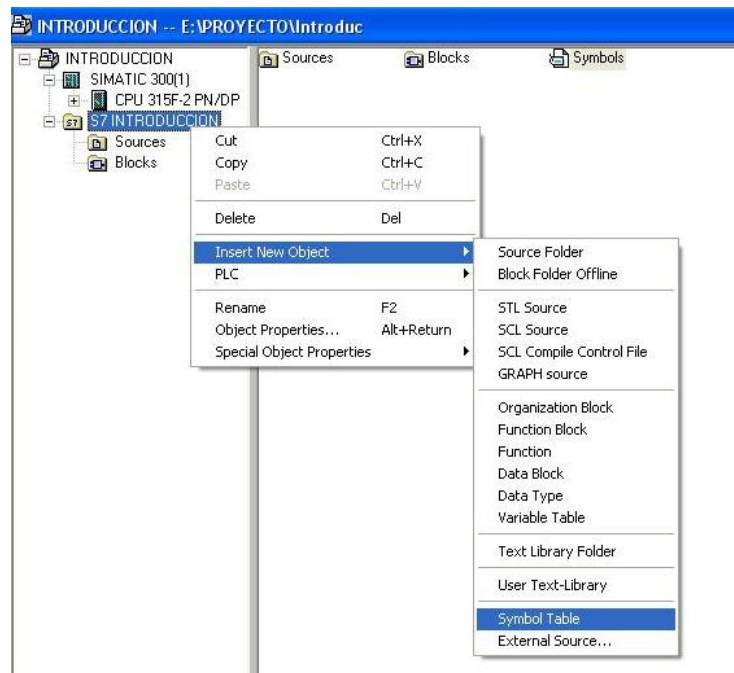 INTRODUCCION -- E:\PROYECTO\Introduc
INTRODUCCION
SIMATIC 300(1)
CPU 315F-2 PN/DP
S7 INTRODUCCION
Sources
Blocks
Sources
Blocks
Symbols
Cut Ctrl+X
Copy Ctrl+C
Paste Ctrl+V
Delete Del
Insert New Object
PLC
Rename F2
Object Properties... Alt+Return
Special Object Properties
Source Folder
Block Folder Offline
STL Source
SCL Source
SCL Compile Control File
GRAPH source
Organization Block
Function Block
Function
Data Block
Data Type
Variable Table
Text Library Folder
User Text-Library
Symbol Table
External Source...